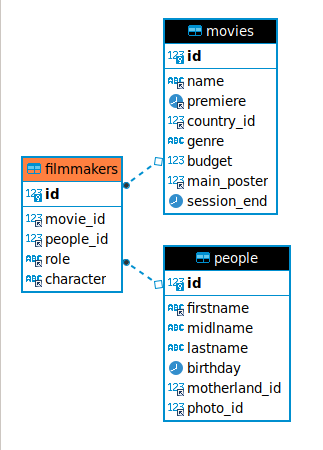 movies
id
name
premiere
country_id
genre
budget
main_poster
session_end
filmmakers
id
movie_id
people_id
role
character
people
id
firstname
midlname
lastname
birthday
motherland_id
photo_id